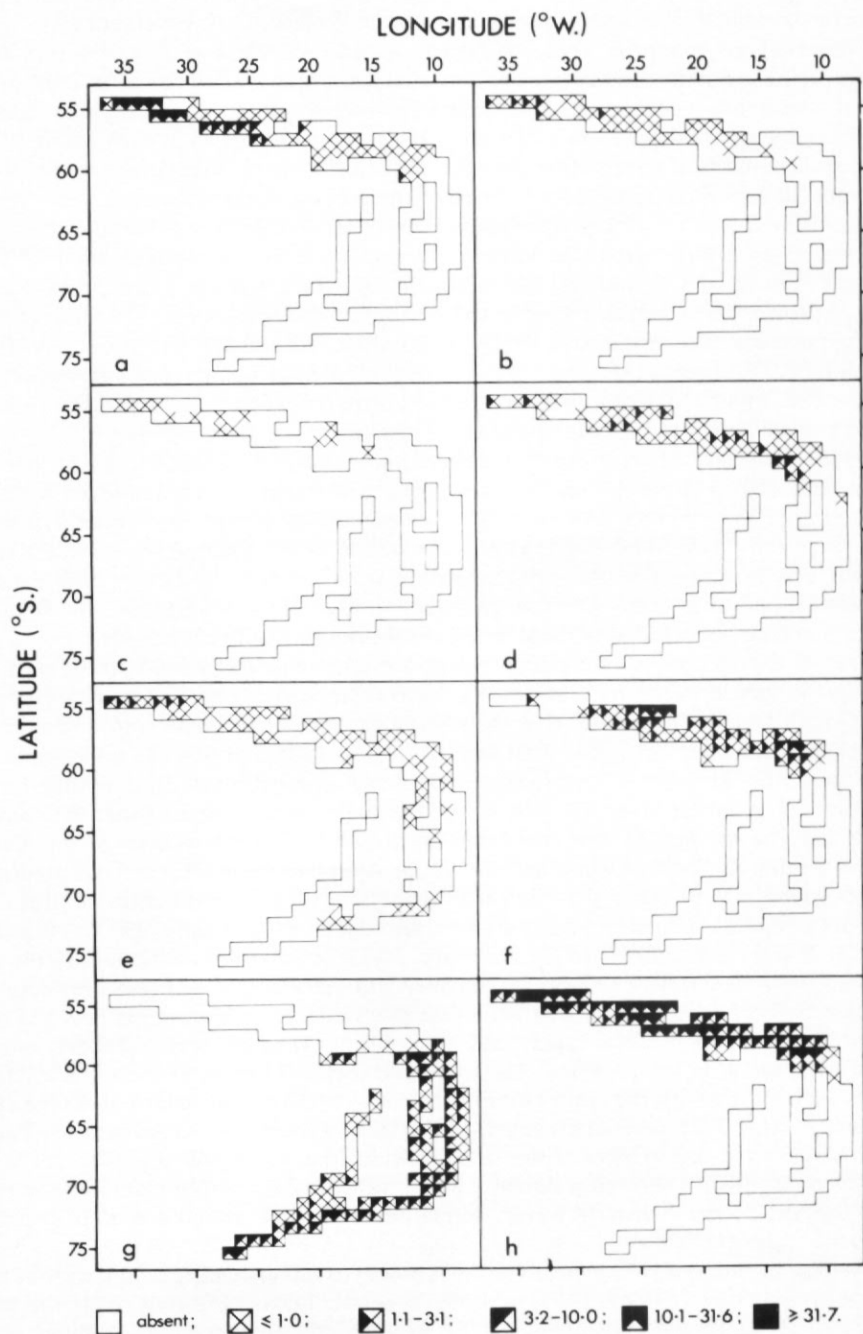 LONGITUDE (°W.)
35 30 25 20 15 10 35 30 25 20 15 10
LATITUDE (°S.)
55
60
65
70
75
a
b
55
60
65
70
75
c
d
55
60
65
70
75
e
f
55
60
65
70
75
g
h
absent; ≤ 1·0; 1·1–3·1; 3·2–10·0; 10·1–31·6; ≥ 31·7.